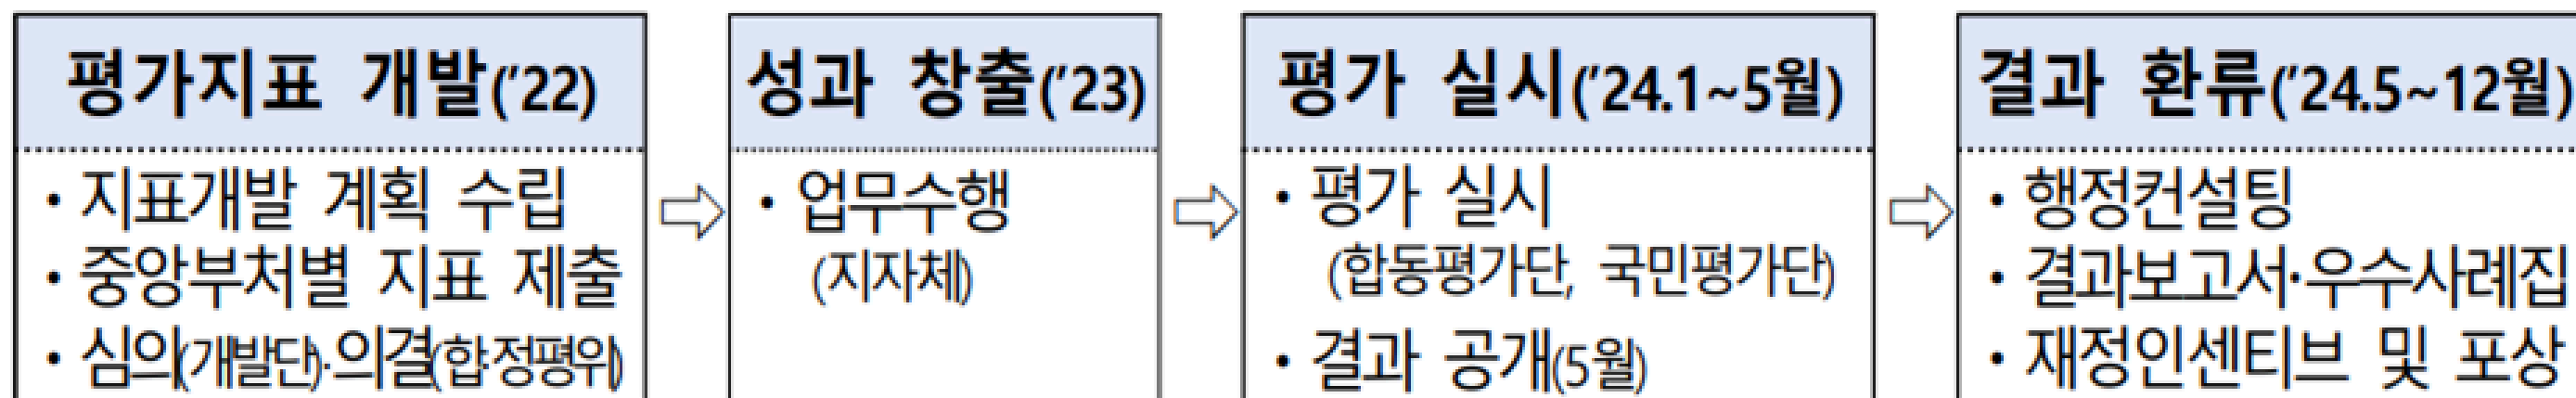 평가지표 개발('22)
· 지표개발 계획 수립
· 중앙부처별 지표 제출
· 심의(개발단)·의결(합·정평위)
성과 창출('23)
· 업무수행
(지자체)
평가 실시('24.1~5월)
· 평가 실시
(합동평가단, 국민평가단)
· 결과 공개(5월)
결과 환류('24.5~12월)
· 행정컨설팅
· 결과보고서·우수사례집
· 재정인센티브 및 포상